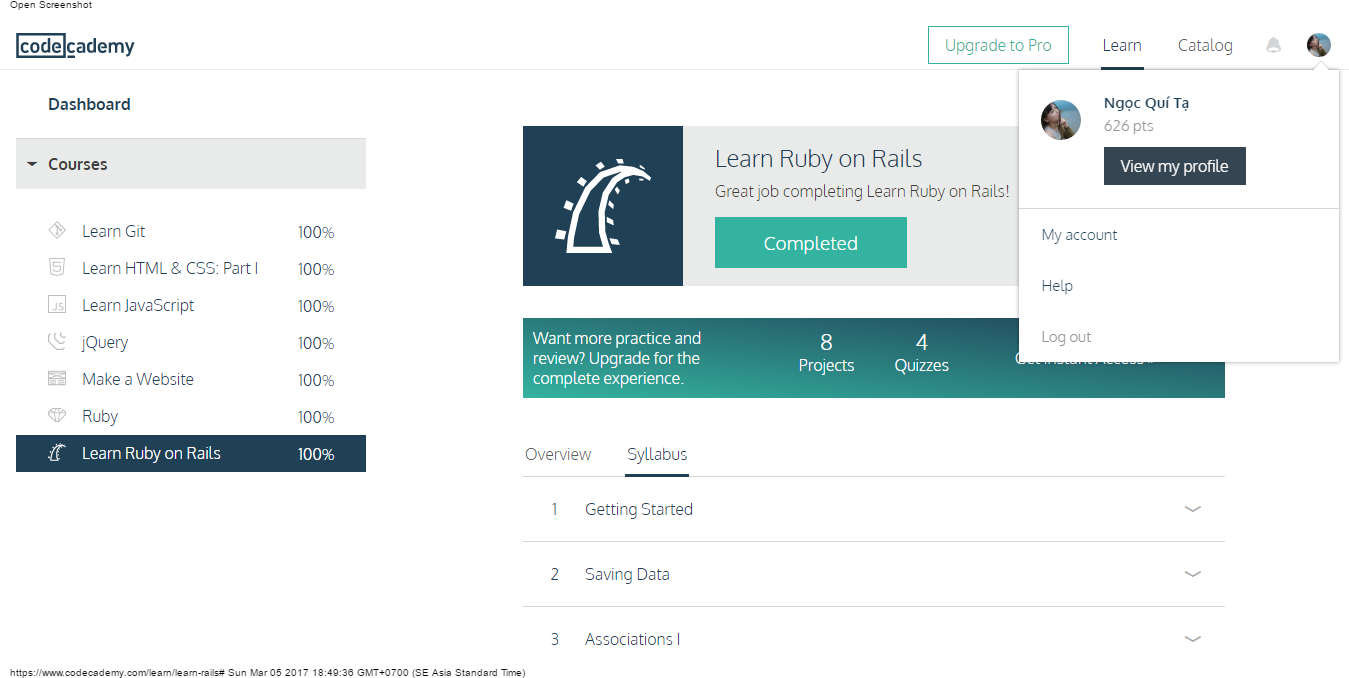 Open Screenshot
codecademy
Upgrade to Pro
Learn
Catalog
Ngọc Quí Tạ
626 pts
View my profile
My account
Help
Log out
Dashboard
Courses
Learn Git 100%
Learn HTML & CSS: Part I 100%
Learn JavaScript 100%
jQuery 100%
Make a Website 100%
Ruby 100%
Learn Ruby on Rails 100%
Learn Ruby on Rails
Great job completing Learn Ruby on Rails!
Completed
Want more practice and
review? Upgrade for the
complete experience.
8
Projects
4
Quizzes
Overview
Syllabus
1 Getting Started
2 Saving Data
3 Associations I
https://www.codecademy.com/learn/learn-rails# Sun Mar 05 2017 18:49:36 GMT+0700 (SE Asia Standard Time)